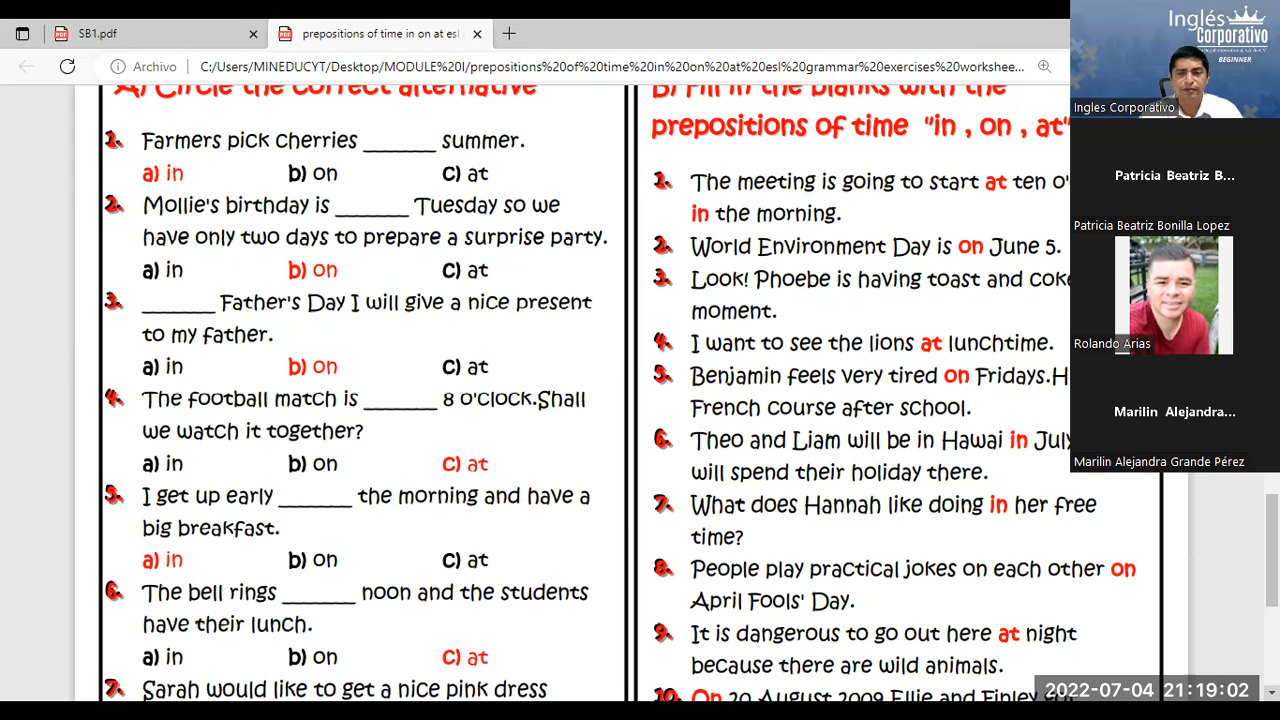 SB1.pdf
prepositions of time in on at esl
Archivo
C:/Users/MINEDUCYT/Desktop/MODULE%20I/prepositions%20of%20time%20in%20on%20at%20esl%20grammar%20exercises%20workshee...
A) Circle the correct alternative
1. Farmers pick cherries _______ summer.
a) in b) on c) at
2. Mollie's birthday is _______ Tuesday so we
have only two days to prepare a surprise party.
a) in b) on c) at
3. _______ Father's Day I will give a nice present
to my father.
a) in b) on c) at
4. The football match is _______ 8 o'clock.Shall
we watch it together?
a) in b) on c) at
5. I get up early _______ the morning and have a
big breakfast.
a) in b) on c) at
6. The bell rings _______ noon and the students
have their lunch.
a) in b) on c) at
7. Sarah would like to get a nice pink dress
B) Fill in the blanks with the
prepositions of time "in , on , at"
1. The meeting is going to start at ten o'
in the morning.
2. World Environment Day is on June 5.
3. Look! Phoebe is having toast and coke
moment.
4. I want to see the lions at lunchtime.
5. Benjamin feels very tired on Fridays.H
French course after school.
6. Theo and Liam will be in Hawai in July
will spend their holiday there.
7. What does Hannah like doing in her free
time?
8. People play practical jokes on each other on
April Fools' Day.
9. It is dangerous to go out here at night
because there are wild animals.
10. On 20 August 2009 Ellie and Finley
Inglés
Corporativo
BEGINNER
Ingles Corporativo
Patricia Beatriz B...
Patricia Beatriz Bonilla Lopez
Rolando Arias
Marilin Alejandra...
Marilin Alejandra Grande Pérez
2022-07-04 21:19:02